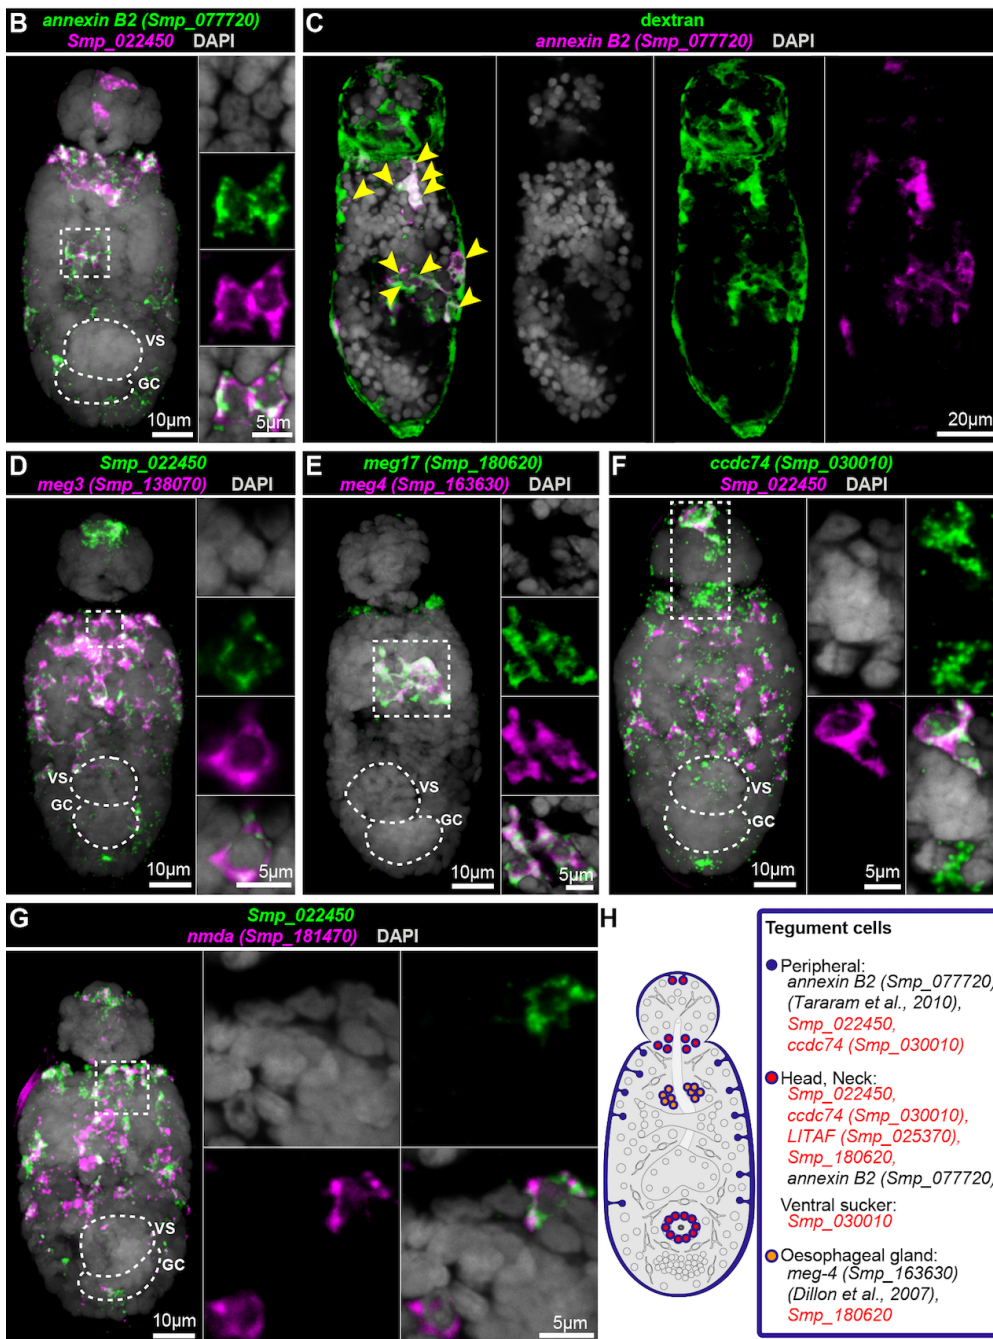 B
annexin B2 (Smp_077720)
Smp_022450 DAPI
VS
GC
10µm
5µm
C
dextran
annexin B2 (Smp_077720) DAPI
20µm
D
Smp_022450
meg3 (Smp_138070) DAPI
VS
GC
10µm
5µm
E
meg17 (Smp_180620)
meg4 (Smp_163630) DAPI
VS
GC
10µm
5µm
F
ccdc74 (Smp_030010)
Smp_022450 DAPI
VS
GC
10µm
5µm
G
Smp_022450
nmda (Smp_181470) DAPI
VS
GC
10µm
5µm
H
Tegument cells
Peripheral:
annexin B2 (Smp_077720)
(Tararam et al., 2010),
Smp_022450,
ccdc74 (Smp_030010)
Head, Neck:
Smp_022450,
ccdc74 (Smp_030010),
LITAF (Smp_025370),
Smp_180620,
annexin B2 (Smp_077720)
Ventral sucker:
Smp_030010
Oesophageal gland:
meg-4 (Smp_163630)
(Dillon et al., 2007),
Smp_180620